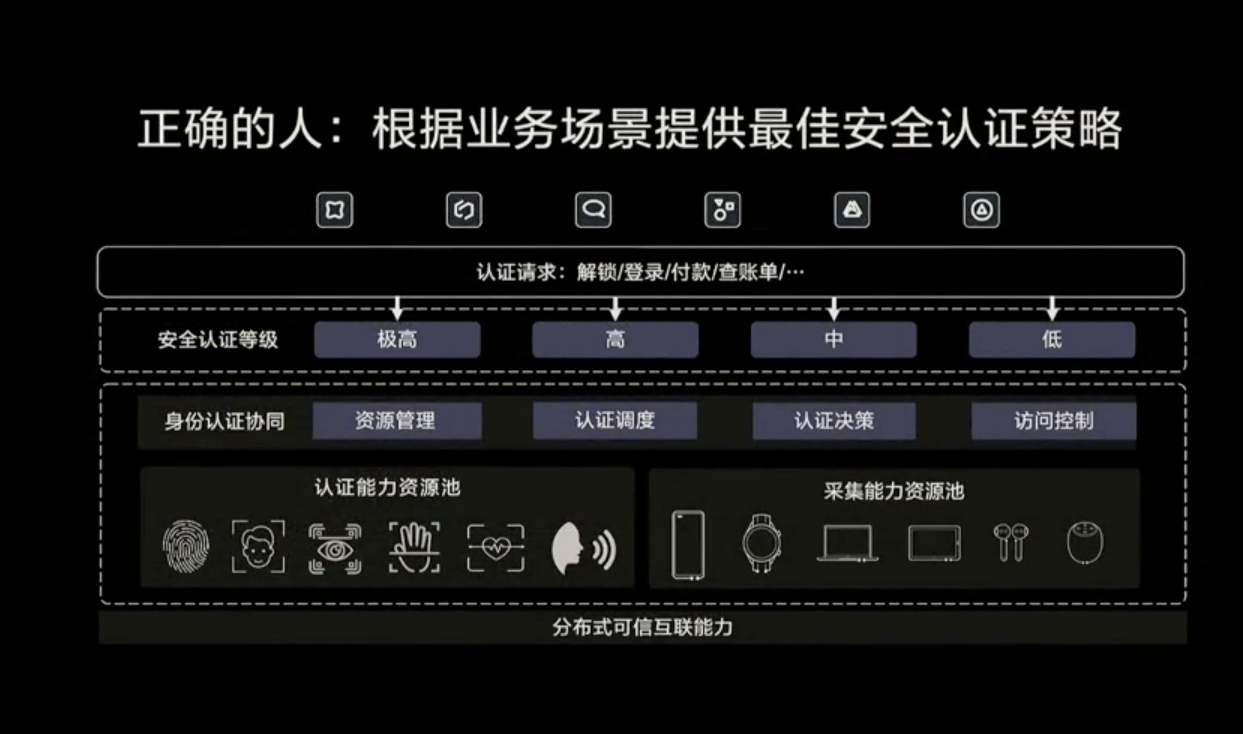 正确的人：根据业务场景提供最佳安全认证策略
认证请求：解锁/登录/付款/查账单/…
安全认证等级 极高 高 中 低
身份认证协同 资源管理 认证调度 认证决策 访问控制
认证能力资源池 采集能力资源池
分布式可信互联能力